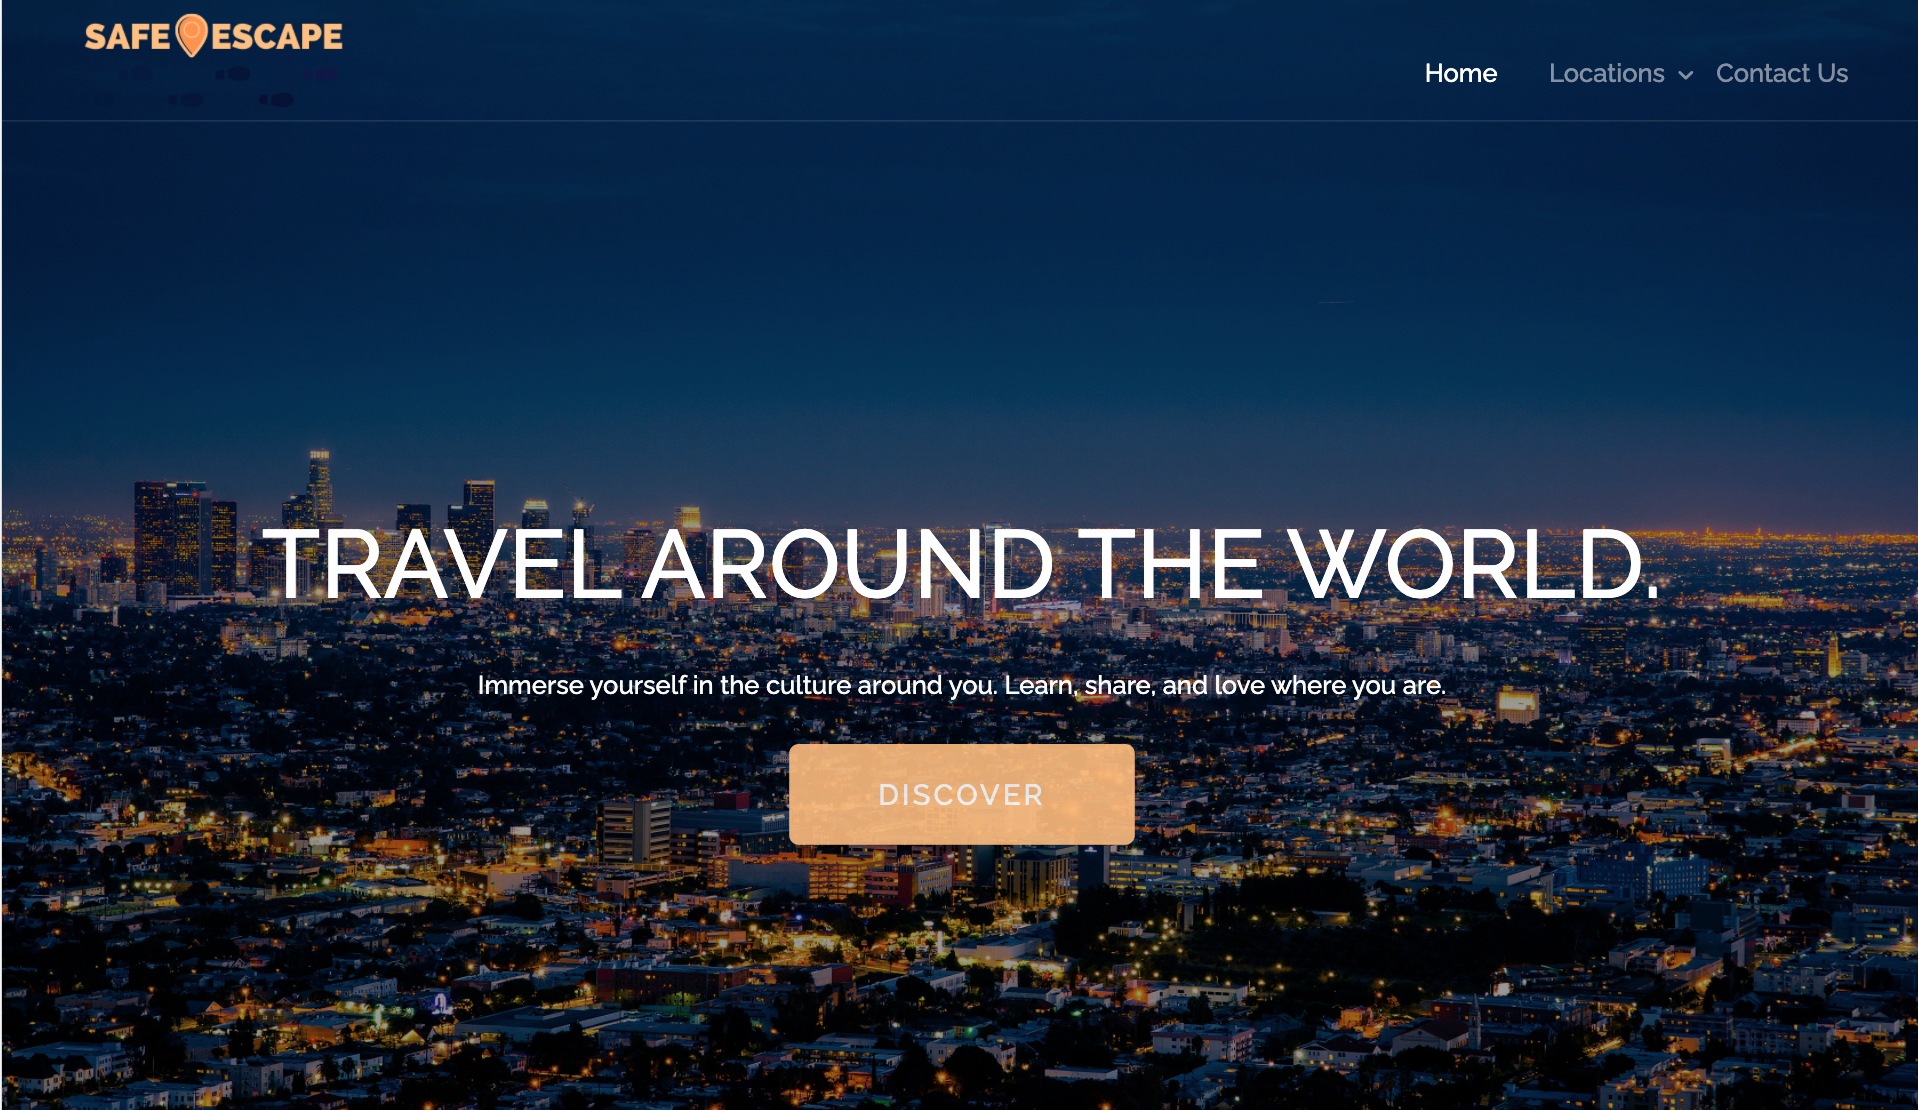 SAFE ESCAPE
Home Locations Contact Us
TRAVEL AROUND THE WORLD.
Immerse yourself in the culture around you. Learn, share, and love where you are.
DISCOVER